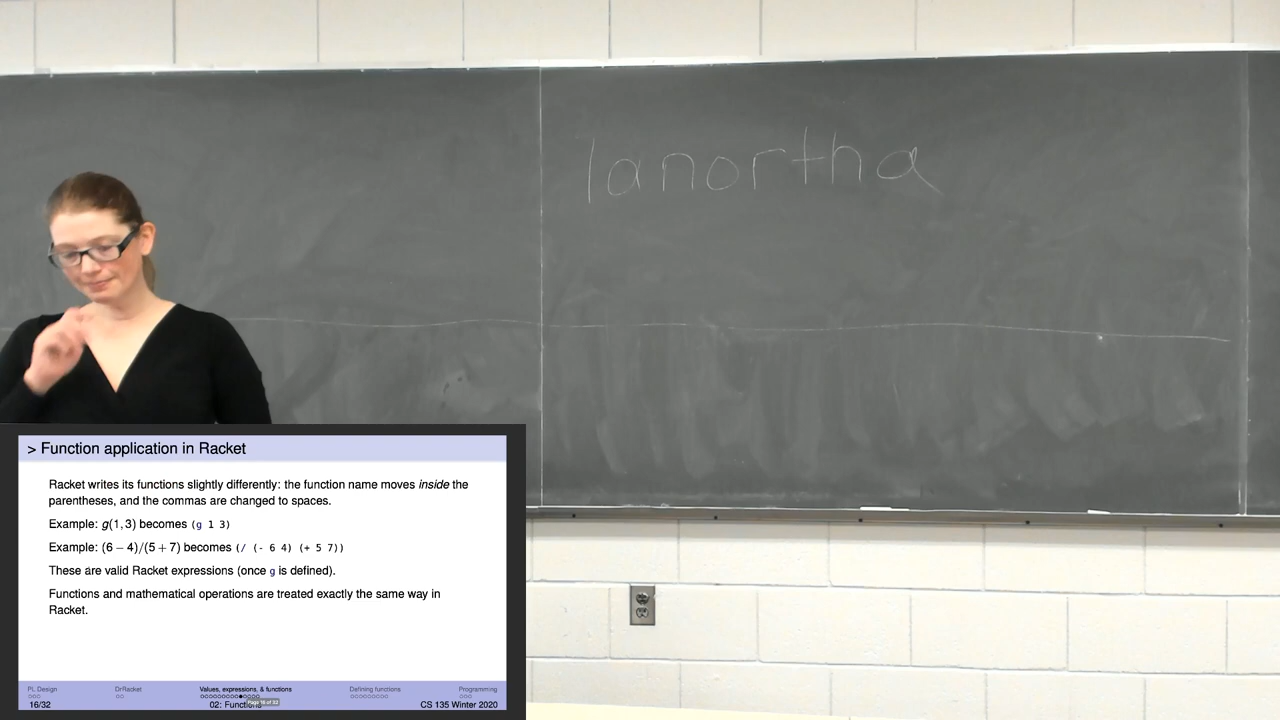 lanortha
> Function application in Racket
Racket writes its functions slightly differently: the function name moves inside the
parentheses, and the commas are changed to spaces.
Example: g(1,3) becomes (g 1 3)
Example: (6 − 4)/(5 + 7) becomes (/ (- 6 4) (+ 5 7))
These are valid Racket expressions (once g is defined).
Functions and mathematical operations are treated exactly the same way in
Racket.
PL Design DrRacket Values, expressions, & functions Defining functions Programming
16/32 02: Functions CS 135 Winter 2020